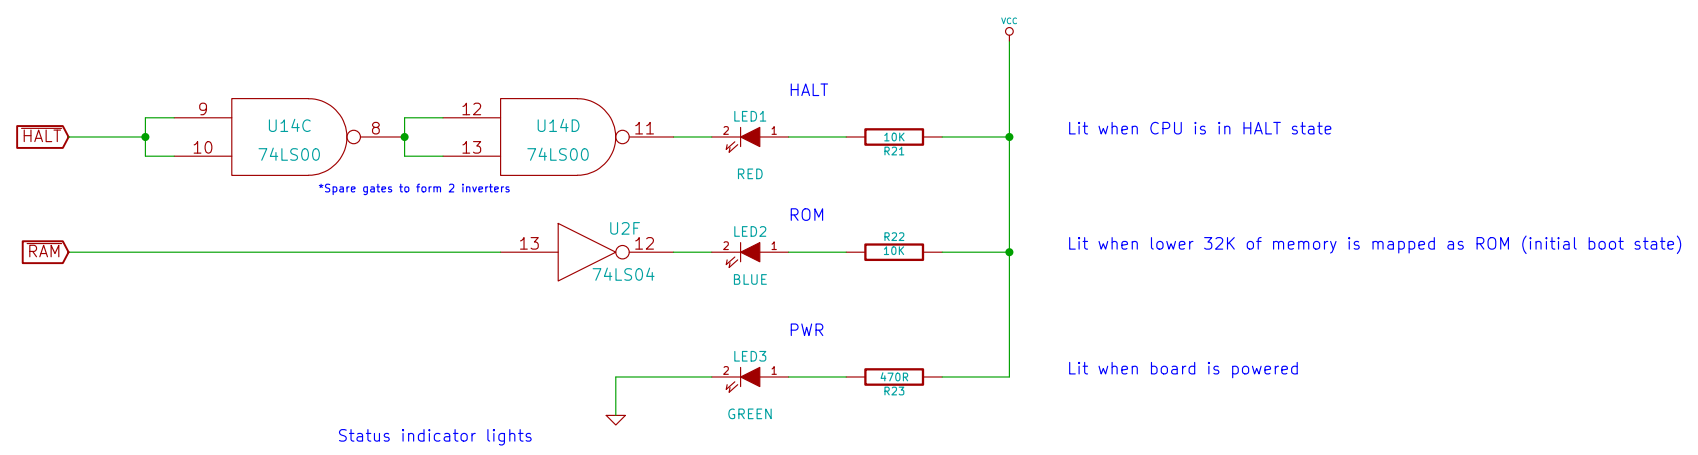 VCC
HALT
9
10
U14C
74LS00
8
12
13
U14D
74LS00
11
HALT
LED1
2
1
RED
10K
R21
Lit when CPU is in HALT state
*Spare gates to form 2 inverters
RAM
13
U2F
12
74LS04
ROM
LED2
2
1
BLUE
R22
10K
Lit when lower 32K of memory is mapped as ROM (initial boot state)
PWR
LED3
2
1
GREEN
470R
R23
Lit when board is powered
Status indicator lights